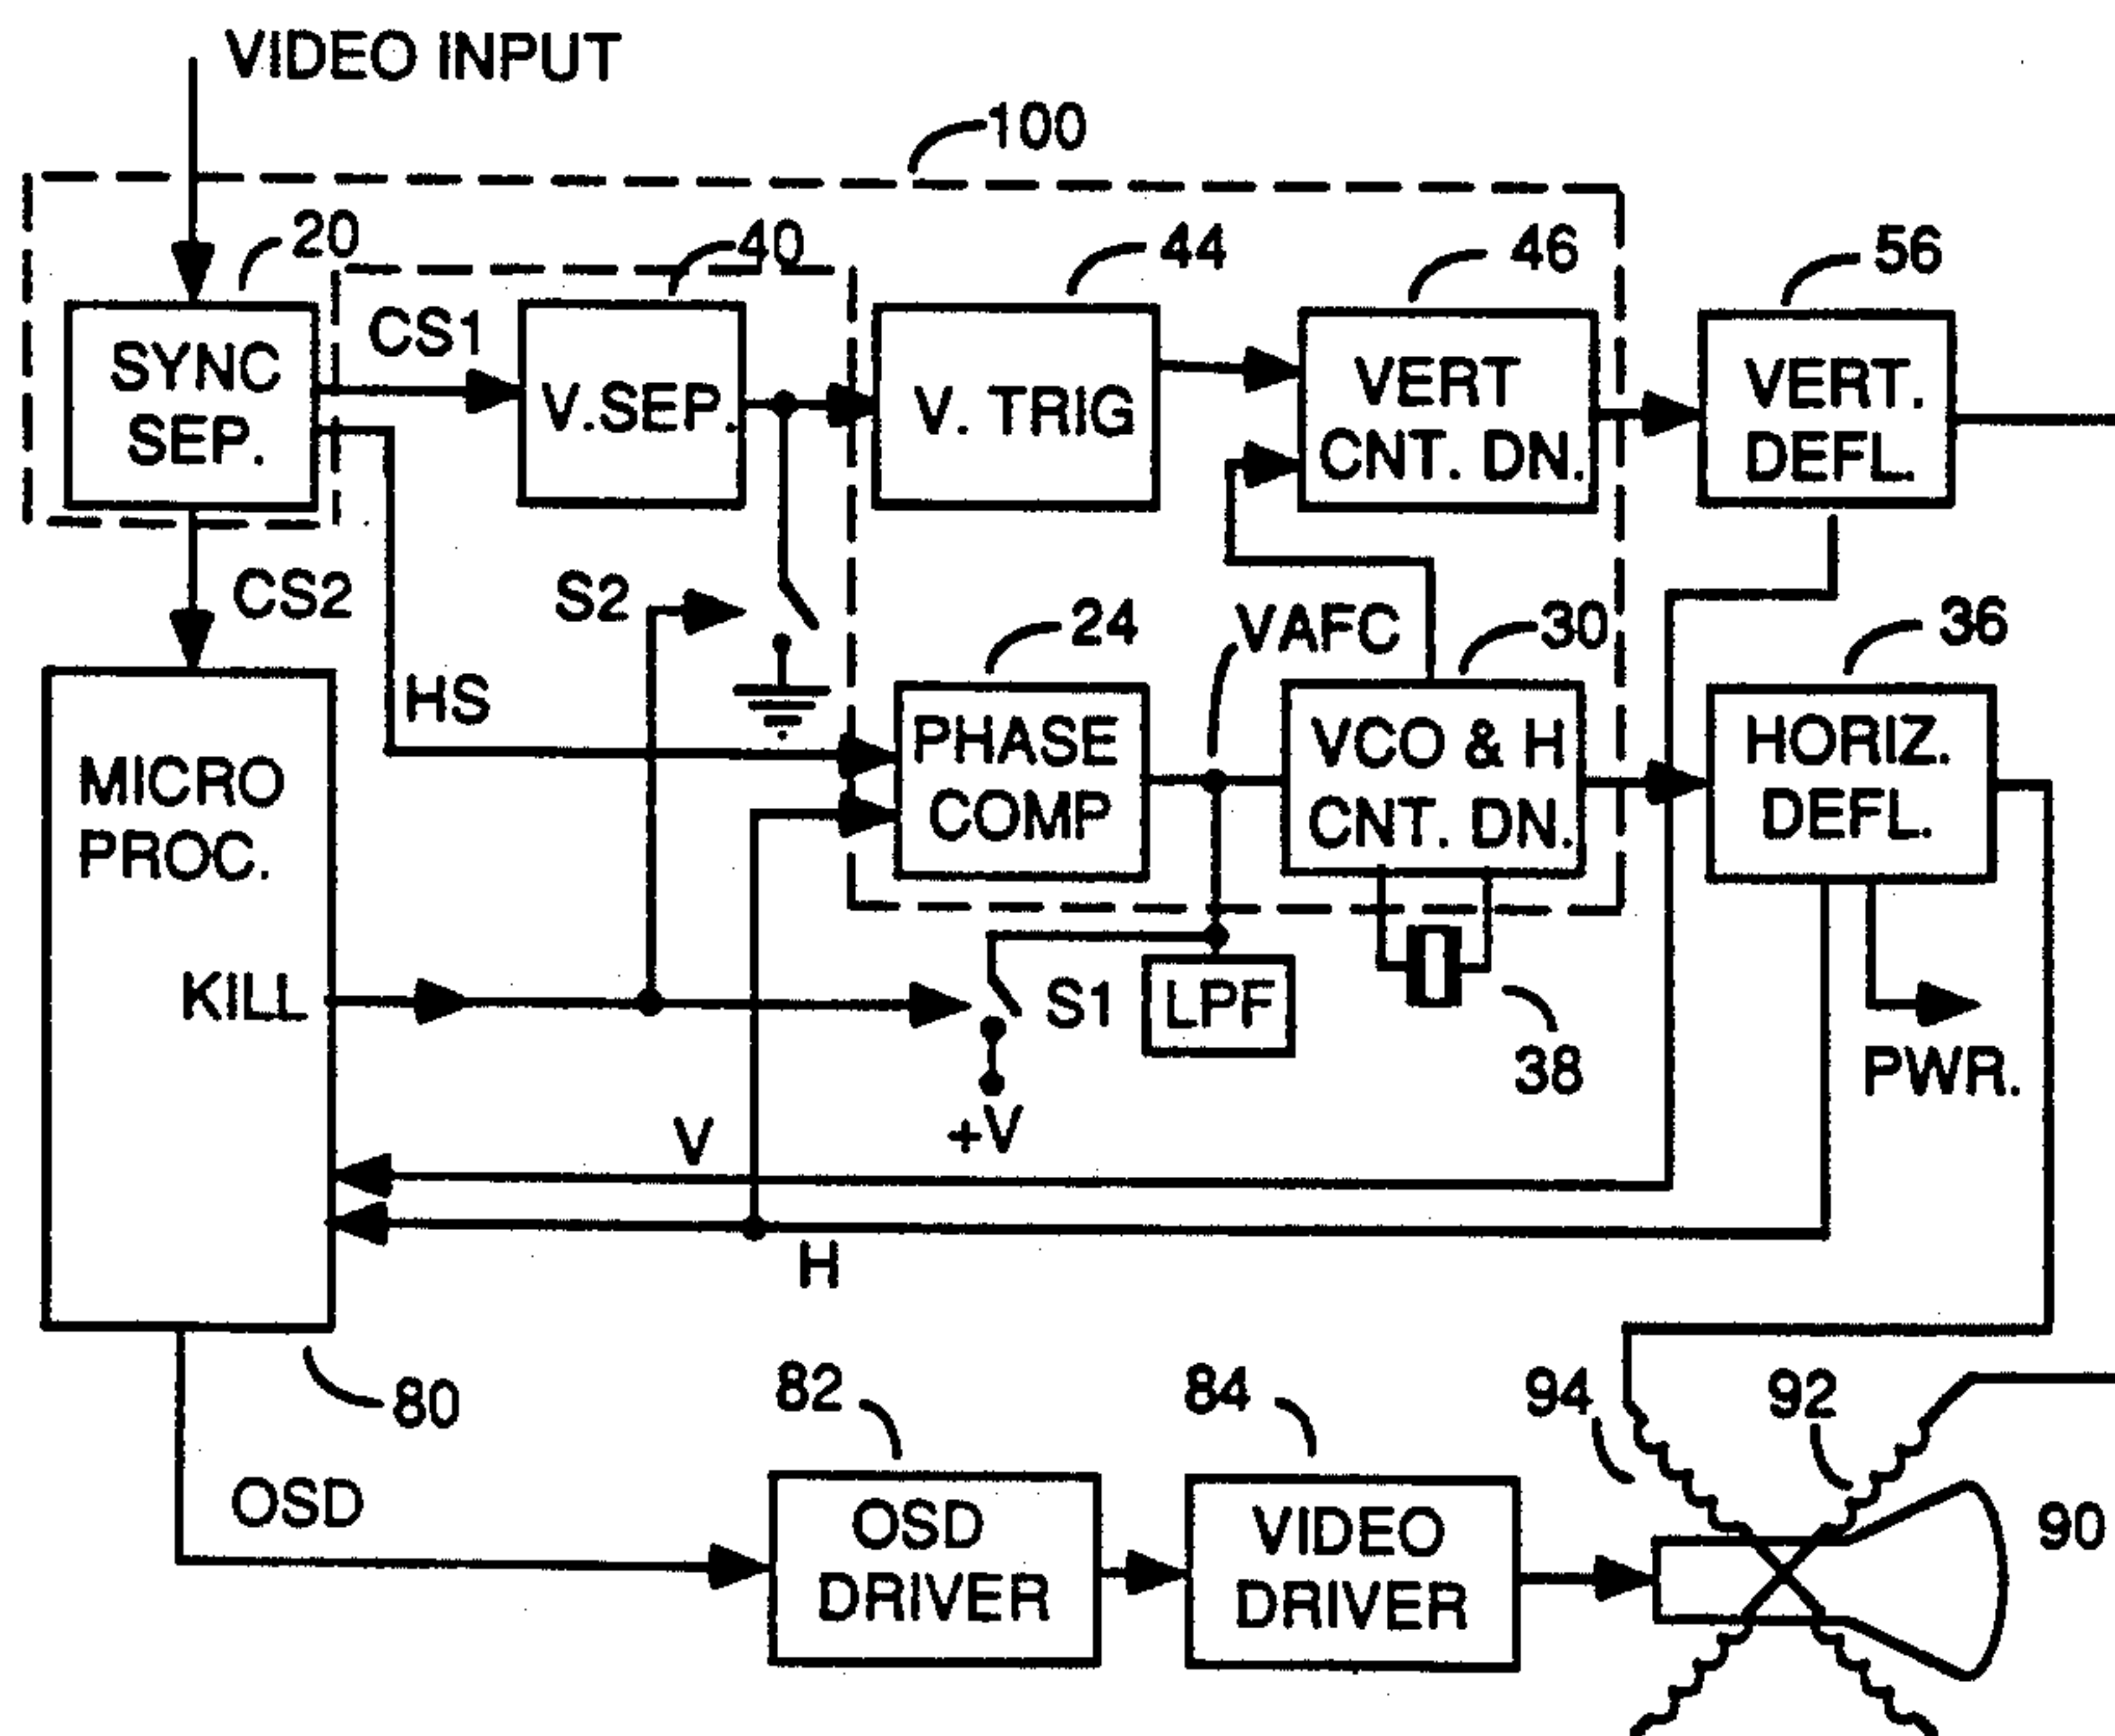 VIDEO INPUT
100
20
40
44
46
56
SYNC
SEP.
CS1
V.SEP.
V. TRIG
VERT
CNT. DN.
VERT.
DEFL.
CS2
S2
24
VAFC
30
36
HS
MICRO
PROC.
PHASE
COMP
VCO & H
CNT. DN.
HORIZ.
DEFL.
KILL
S1
LPF
38
PWR.
+V
V
H
80
82
84
94
92
OSD
OSD
DRIVER
VIDEO
DRIVER
90